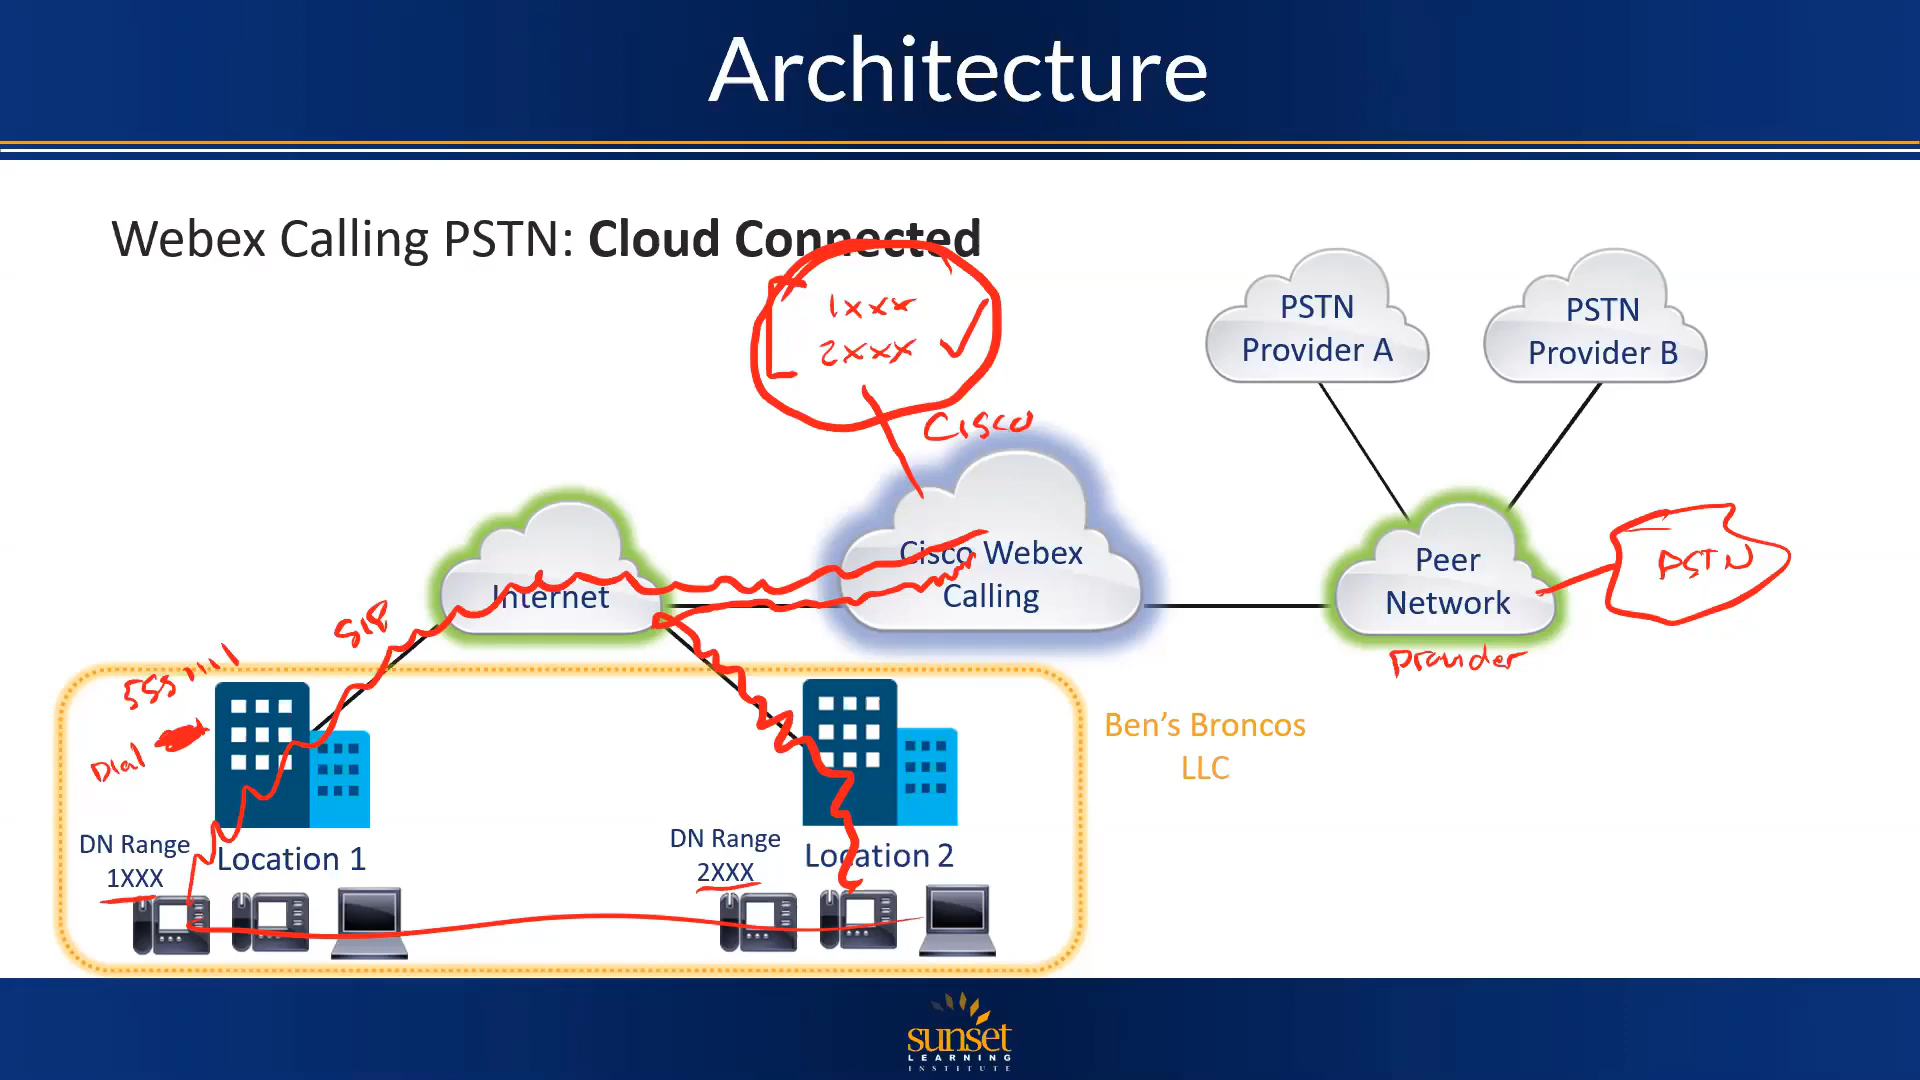 Architecture
Webex Calling PSTN: Cloud Connected
1xxx
2xxx
Cisco
PSTN
Provider A
PSTN
Provider B
Cisco Webex
Calling
Internet
Peer
Network
PSTN
Provider
SIP
555 1111
Dial
Ben's Broncos
LLC
DN Range
1XXX
Location 1
DN Range
2XXX
Location 2
sunset
LEARNING
INSTITUTE